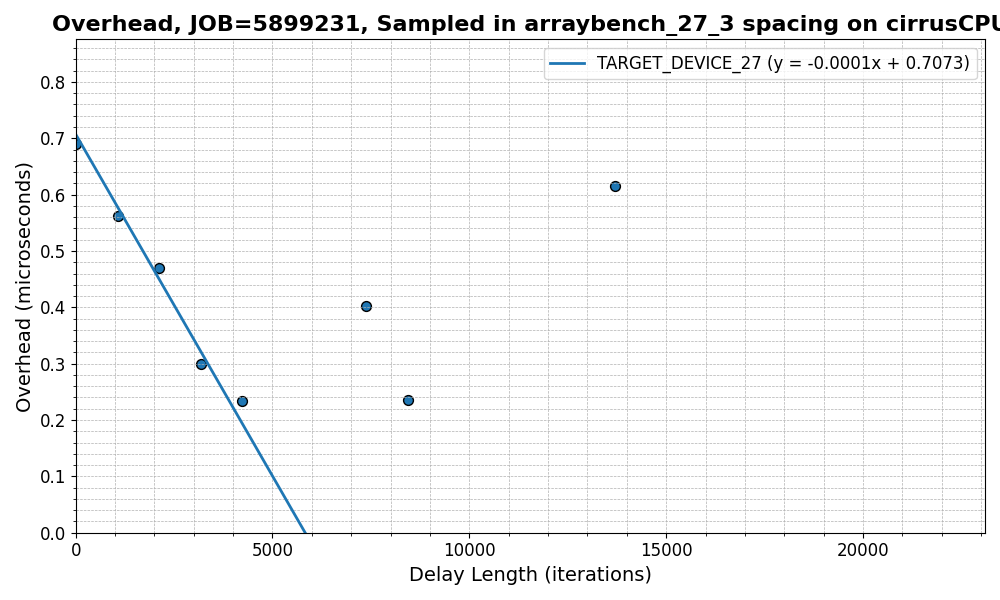 Overhead, JOB=5899231, Sampled in arraybench_27_3 spacing on cirrusCPU
TARGET_DEVICE_27 (y = -0.0001x + 0.7073)
Overhead (microseconds)
0.8
0.7
0.6
0.5
0.4
0.3
0.2
0.1
0.0
0 5000 10000 15000 20000
Delay Length (iterations)